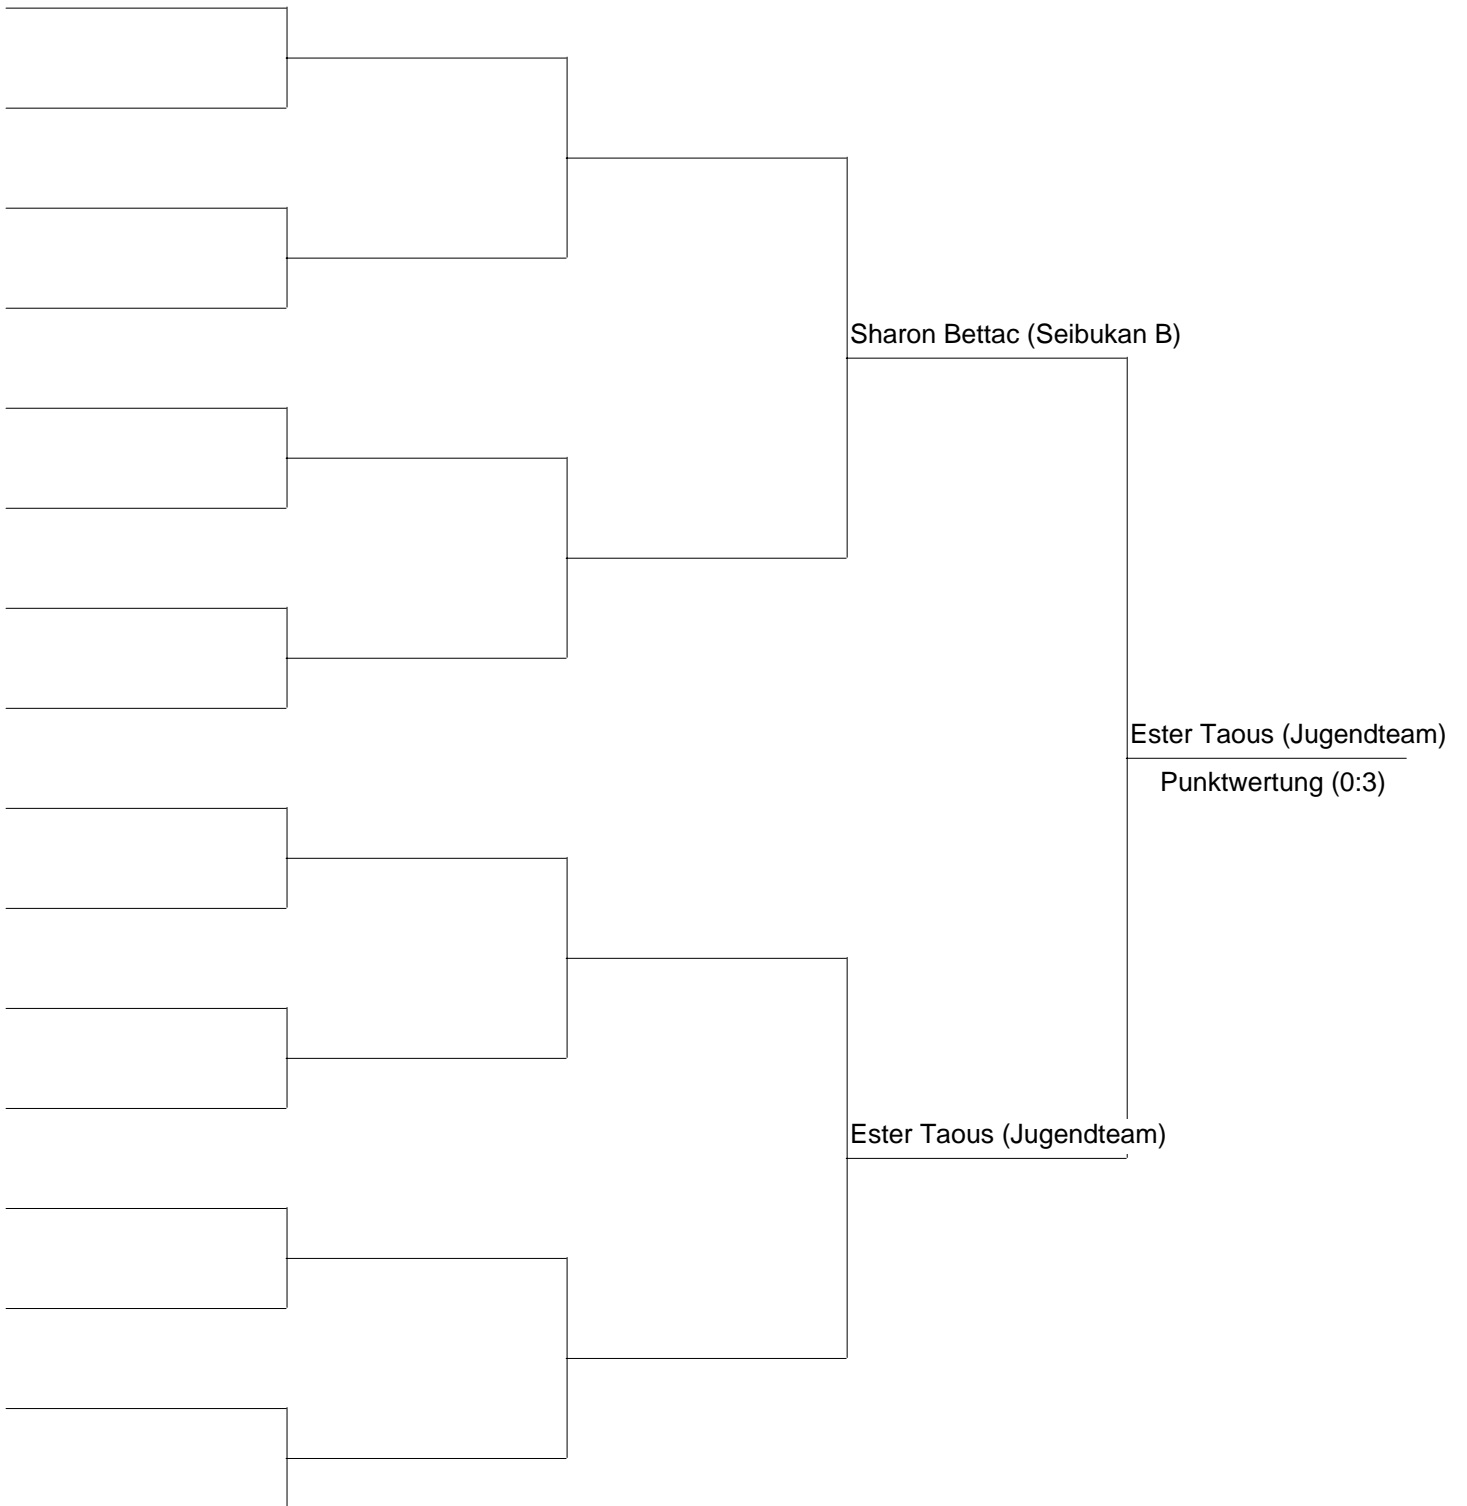 Sharon Bettac (Seibukan B)
Ester Taous (Jugendteam)
Punktwertung (0:3)
Ester Taous (Jugendteam)